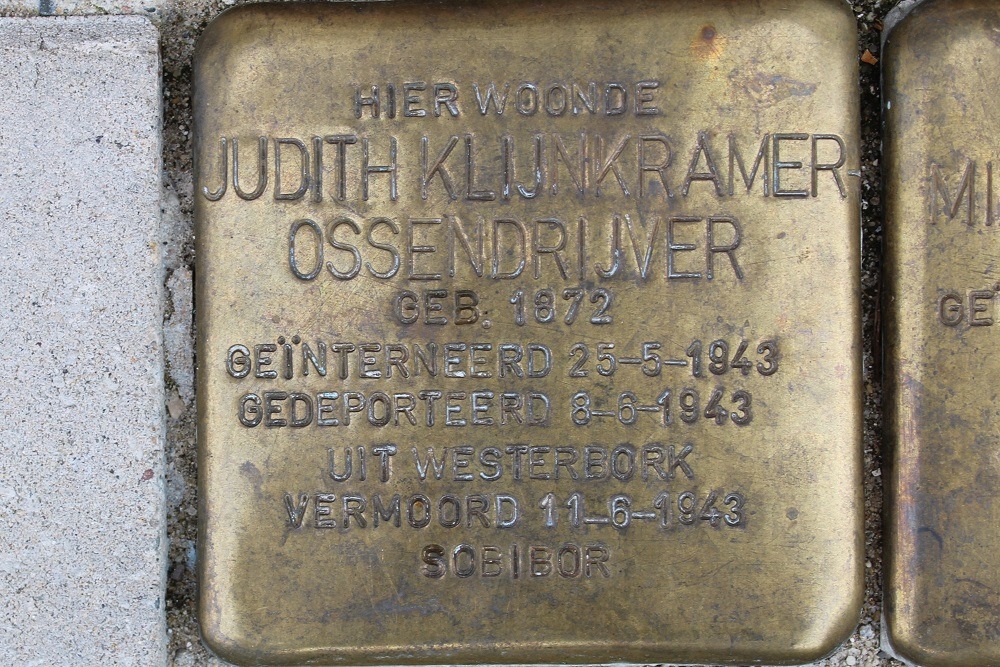 HIER WOONDE
JUDITH KLIJNKRAMER
OSSENDRIJVER
GEB. 1872
GEÏNTERNEERD 25-5-1943
GEDEPORTEERD 8-6-1943
UIT WESTERBORK
VERMOORD 11-6-1943
SOBIBOR